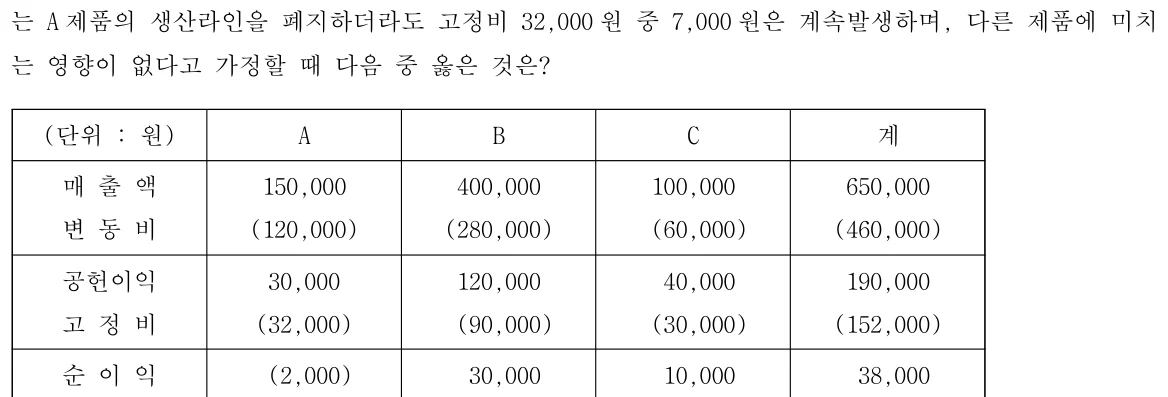 는 A제품의 생산라인을 폐지하더라도 고정비 32,000원 중 7,000원은 계속발생하며, 다른 제품에 미치
는 영향이 없다고 가정할 때 다음 중 옳은 것은?
(단위 : 원) A B C 계
매 출 액 150,000 400,000 100,000 650,000
변 동 비 (120,000) (280,000) (60,000) (460,000)
공헌이익 30,000 120,000 40,000 190,000
고 정 비 (32,000) (90,000) (30,000) (152,000)
순 이 익 (2,000) 30,000 10,000 38,000